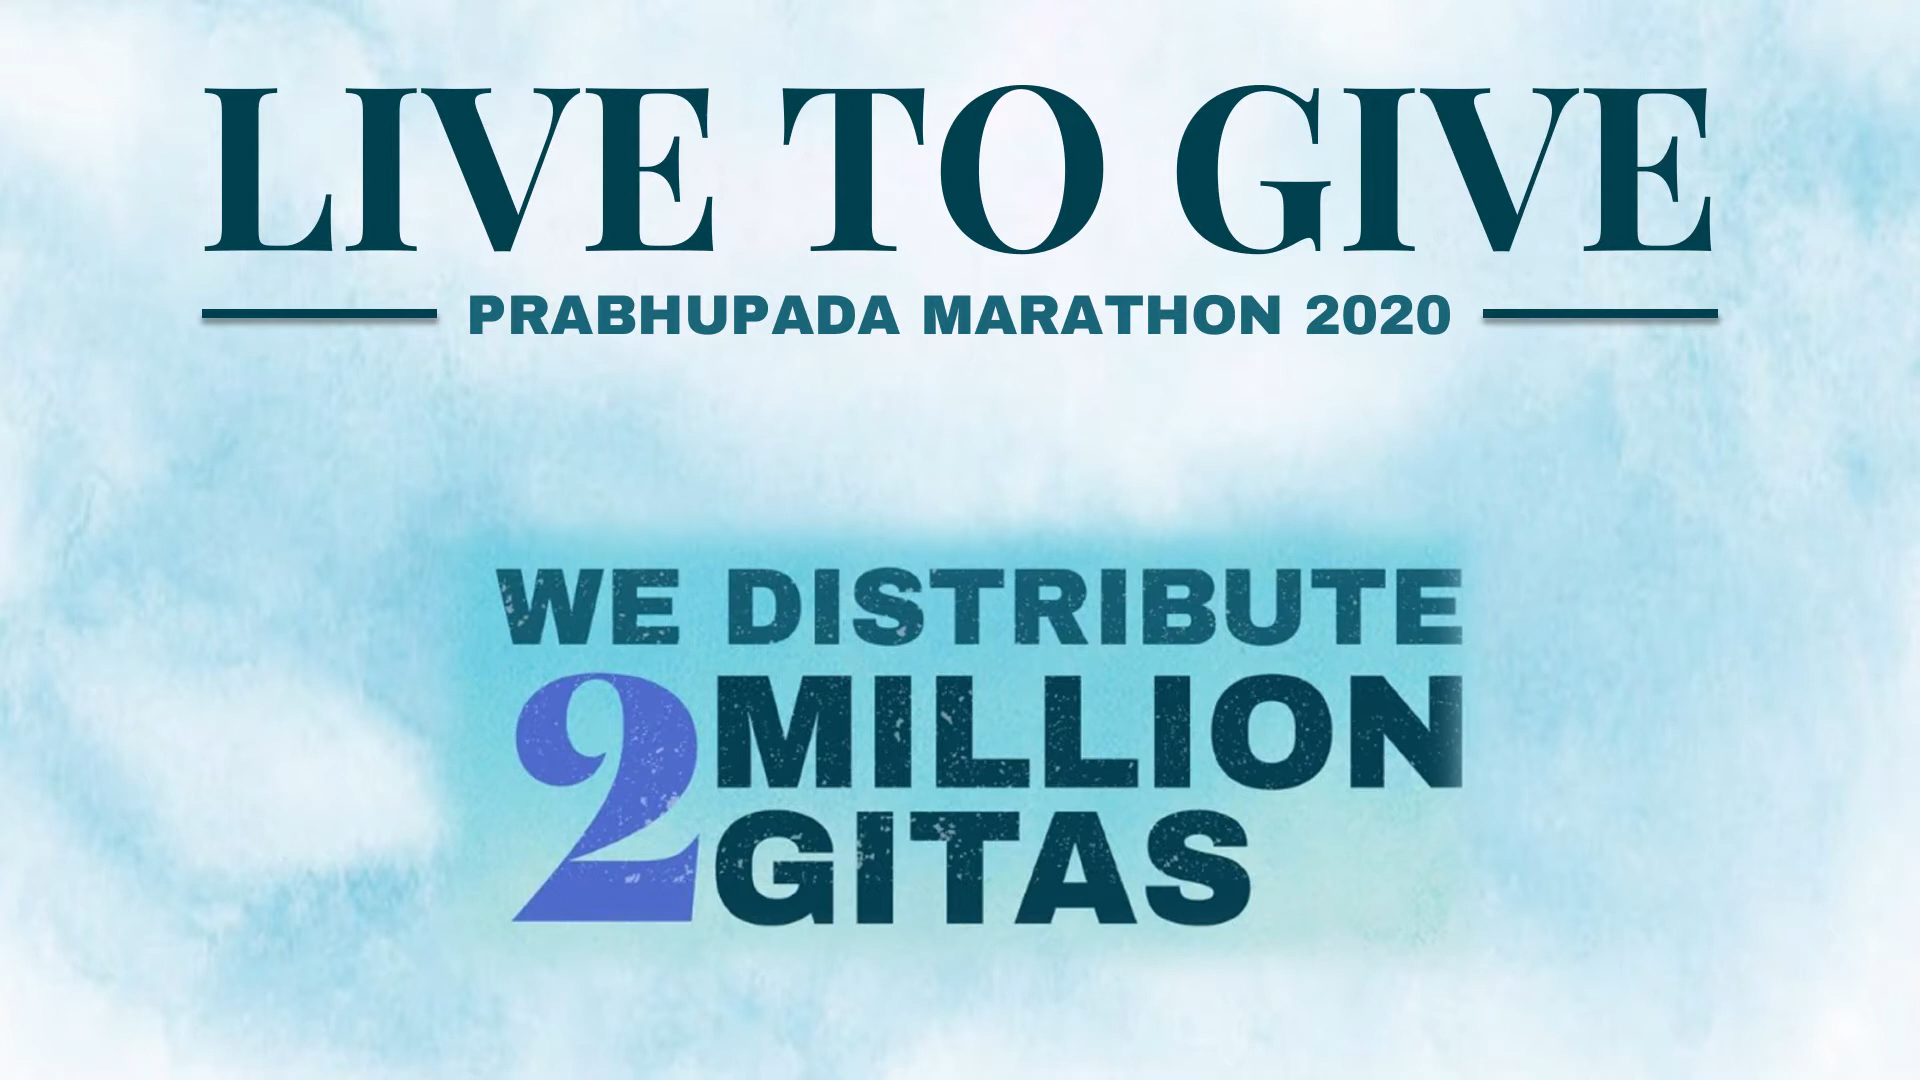 LIVE TO GIVE
PRABHUPADA MARATHON 2020
WE DISTRIBUTE
2 MILLION
GITAS